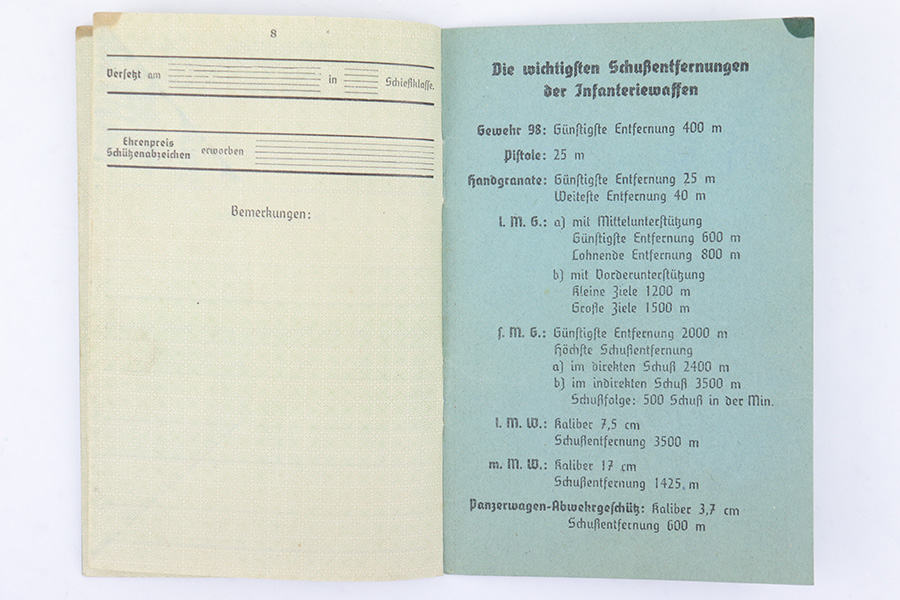 8
Versetzt am in Schießklasse.
Ehrenpreis
Schützenabzeichen erworben
Bemerkungen:
Die wichtigsten Schußentfernungen
der Infanteriewaffen
Gewehr 98: Günstigste Entfernung 400 m
Pistole: 25 m
Handgranate: Günstigste Entfernung 25 m
Weiteste Entfernung 40 m
l. M. G.: a) mit Mittelunterstützung
Günstigste Entfernung 600 m
Lohnende Entfernung 800 m
b) mit Vorderunterstützung
Kleine Ziele 1200 m
Große Ziele 1500 m
s. M. G.: Günstigste Entfernung 2000 m
Höchste Schußentfernung
a) im direkten Schuß 2400 m
b) im indirekten Schuß 3500 m
Schußfolge: 500 Schuß in der Min.
l. M. W.: Kaliber 7,5 cm
Schußentfernung 3500 m
m. M. W.: Kaliber 17 cm
Schußentfernung 1425 m
Panzerwagen-Abwehrgeschütz: Kaliber 3,7 cm
Schußentfernung 600 m